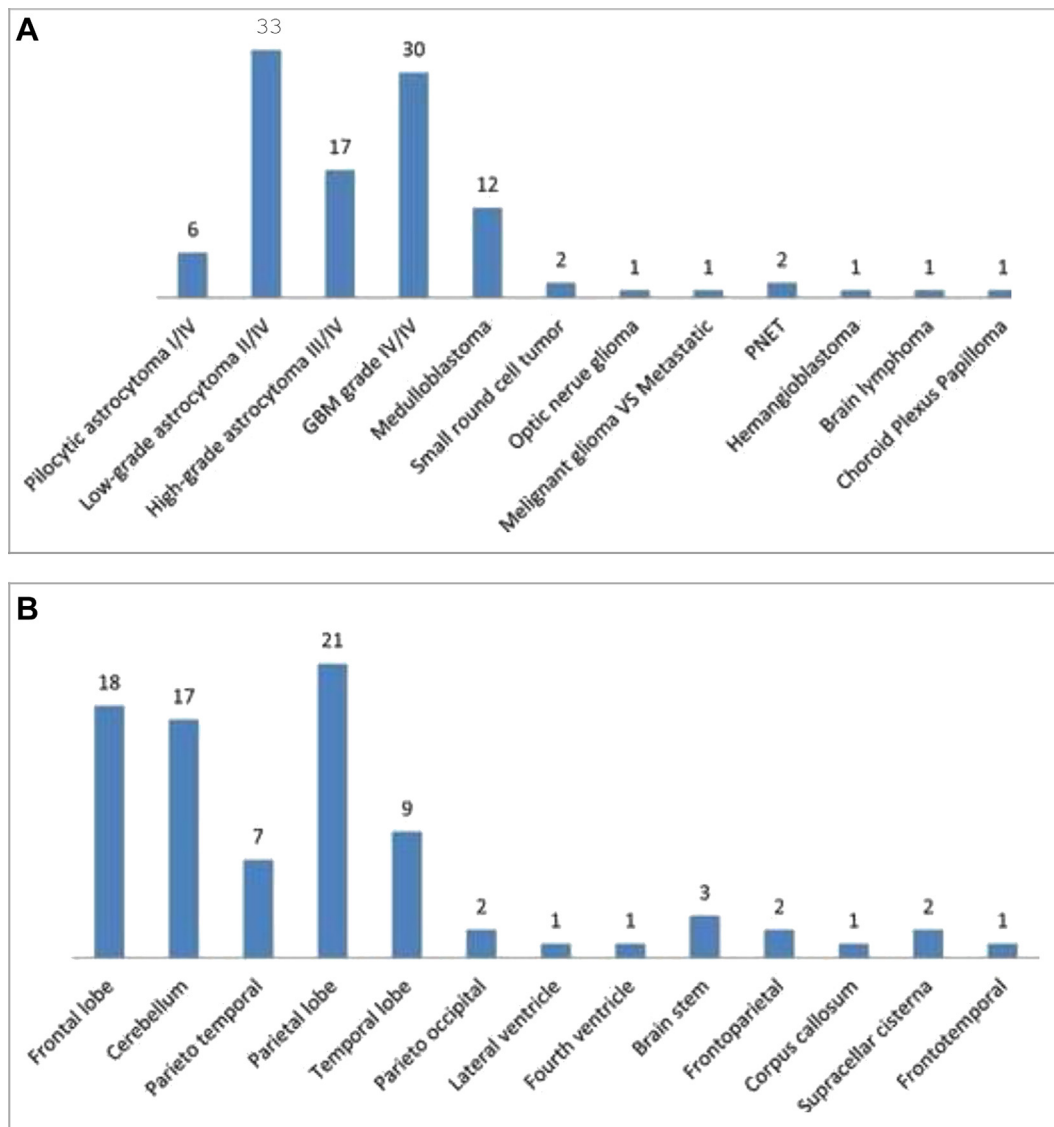 A
33
30
17
12
6
2
1
1
2
1
1
1
Pilocytic astrocytoma I/IV
Low-grade astrocytoma II/IV
High-grade astrocytoma III/IV
GBM grade IV/IV
Medulloblastoma
Small round cell tumor
Optic nerue glioma
Melignant glioma VS Metastatic
PNET
Hemangioblastoma
Brain lymphoma
Choroid Plexus Papilloma
B
18
17
7
21
9
2
1
1
3
2
1
2
1
Frontal lobe
Cerebellum
Parieto temporal
Parietal lobe
Temporal lobe
Parieto occipital
Lateral ventricle
Fourth ventricle
Brain stem
Frontoparietal
Corpus callosum
Supracellar cisterna
Frontotemporal